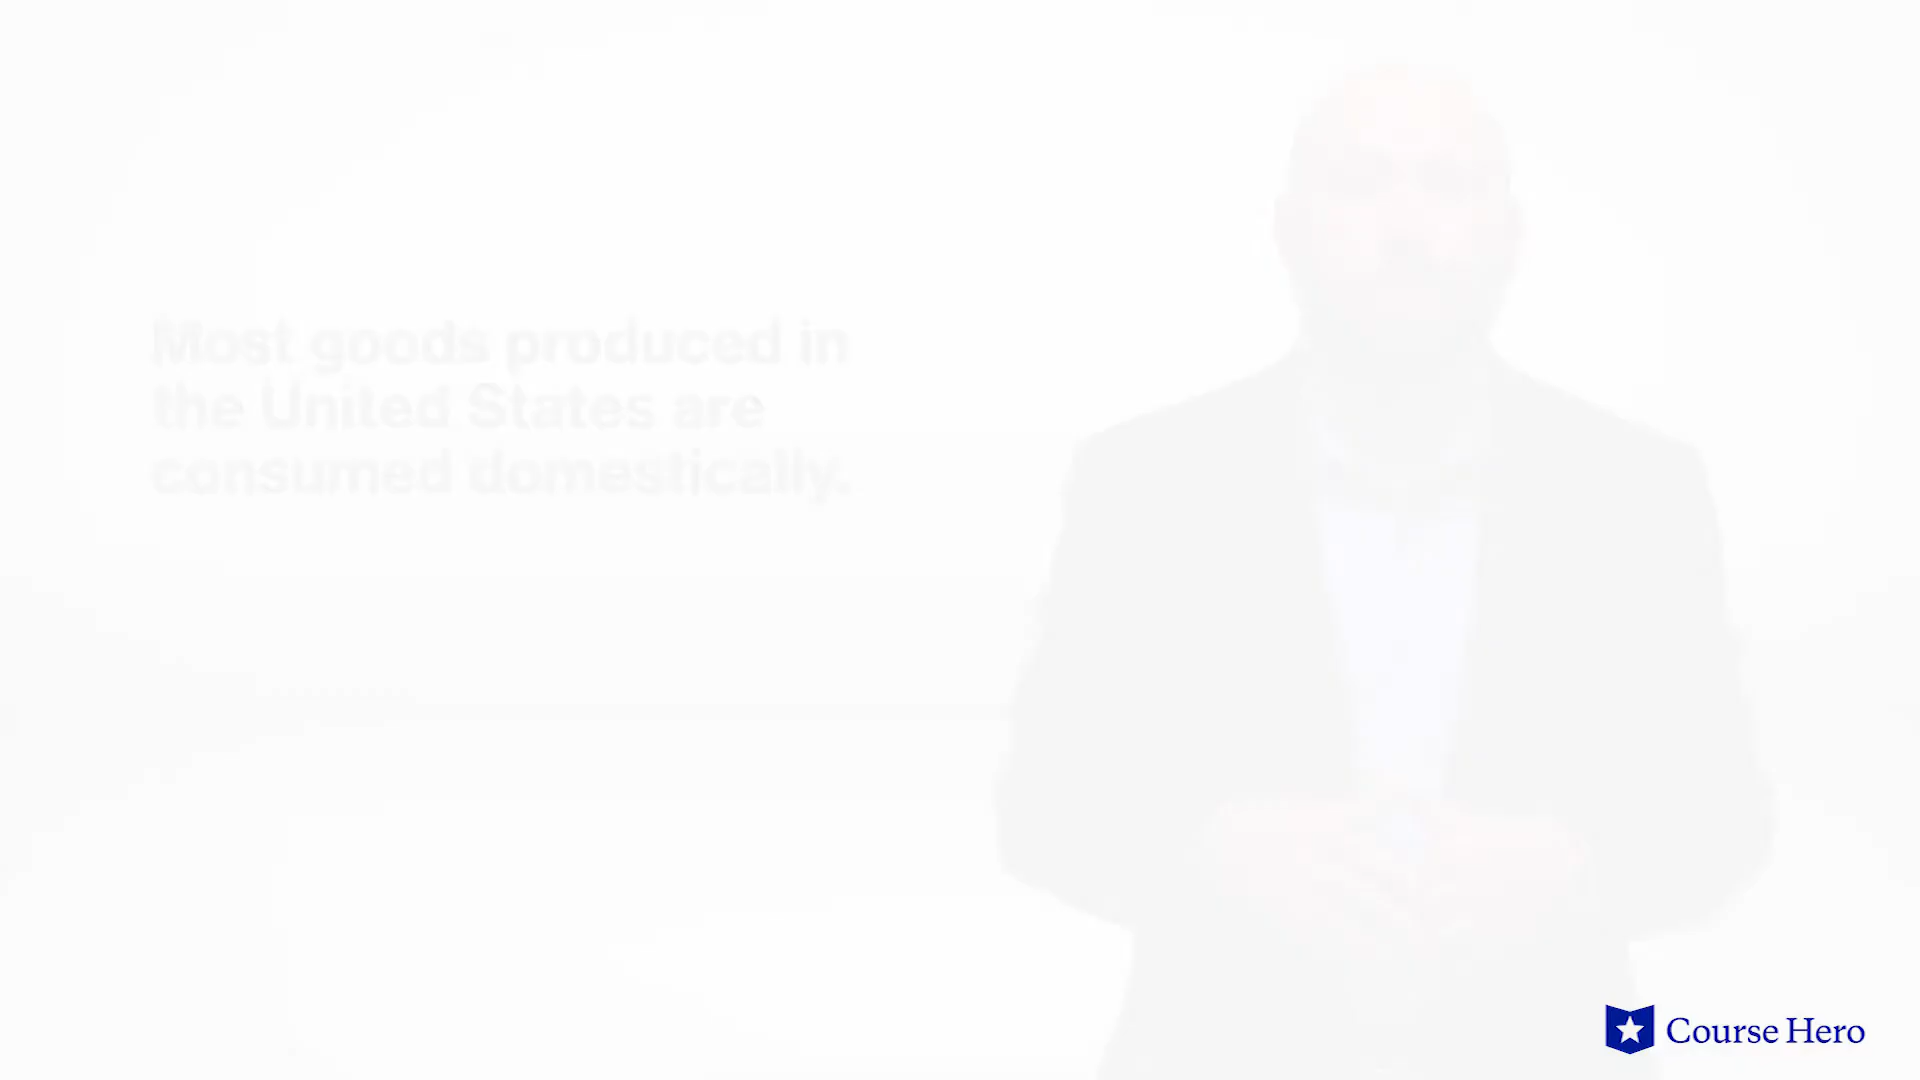 Most goods produced in
the United States are
consumed domestically.
Course Hero